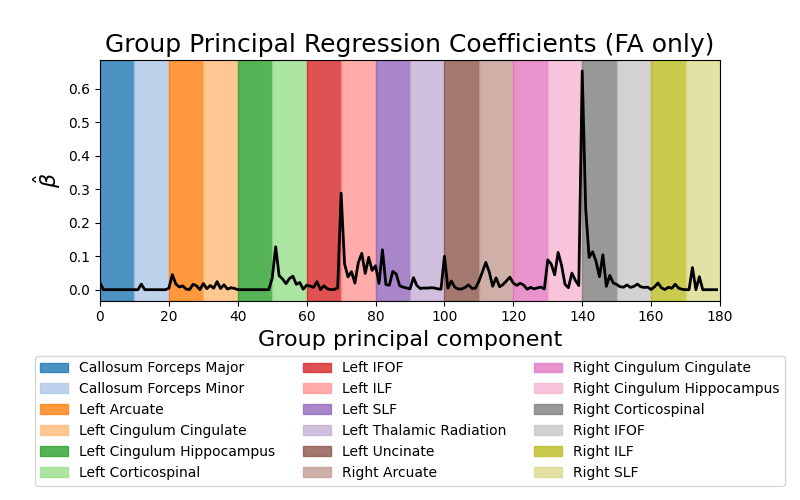 Group Principal Regression Coefficients (FA only)
0.6
0.5
0.4
0.3
0.2
0.1
0.0
β̂
0 20 40 60 80 100 120 140 160 180
Group principal component
Callosum Forceps Major Left IFOF Right Cingulum Cingulate
Callosum Forceps Minor Left ILF Right Cingulum Hippocampus
Left Arcuate Left SLF Right Corticospinal
Left Cingulum Cingulate Left Thalamic Radiation Right IFOF
Left Cingulum Hippocampus Left Uncinate Right ILF
Left Corticospinal Right Arcuate Right SLF